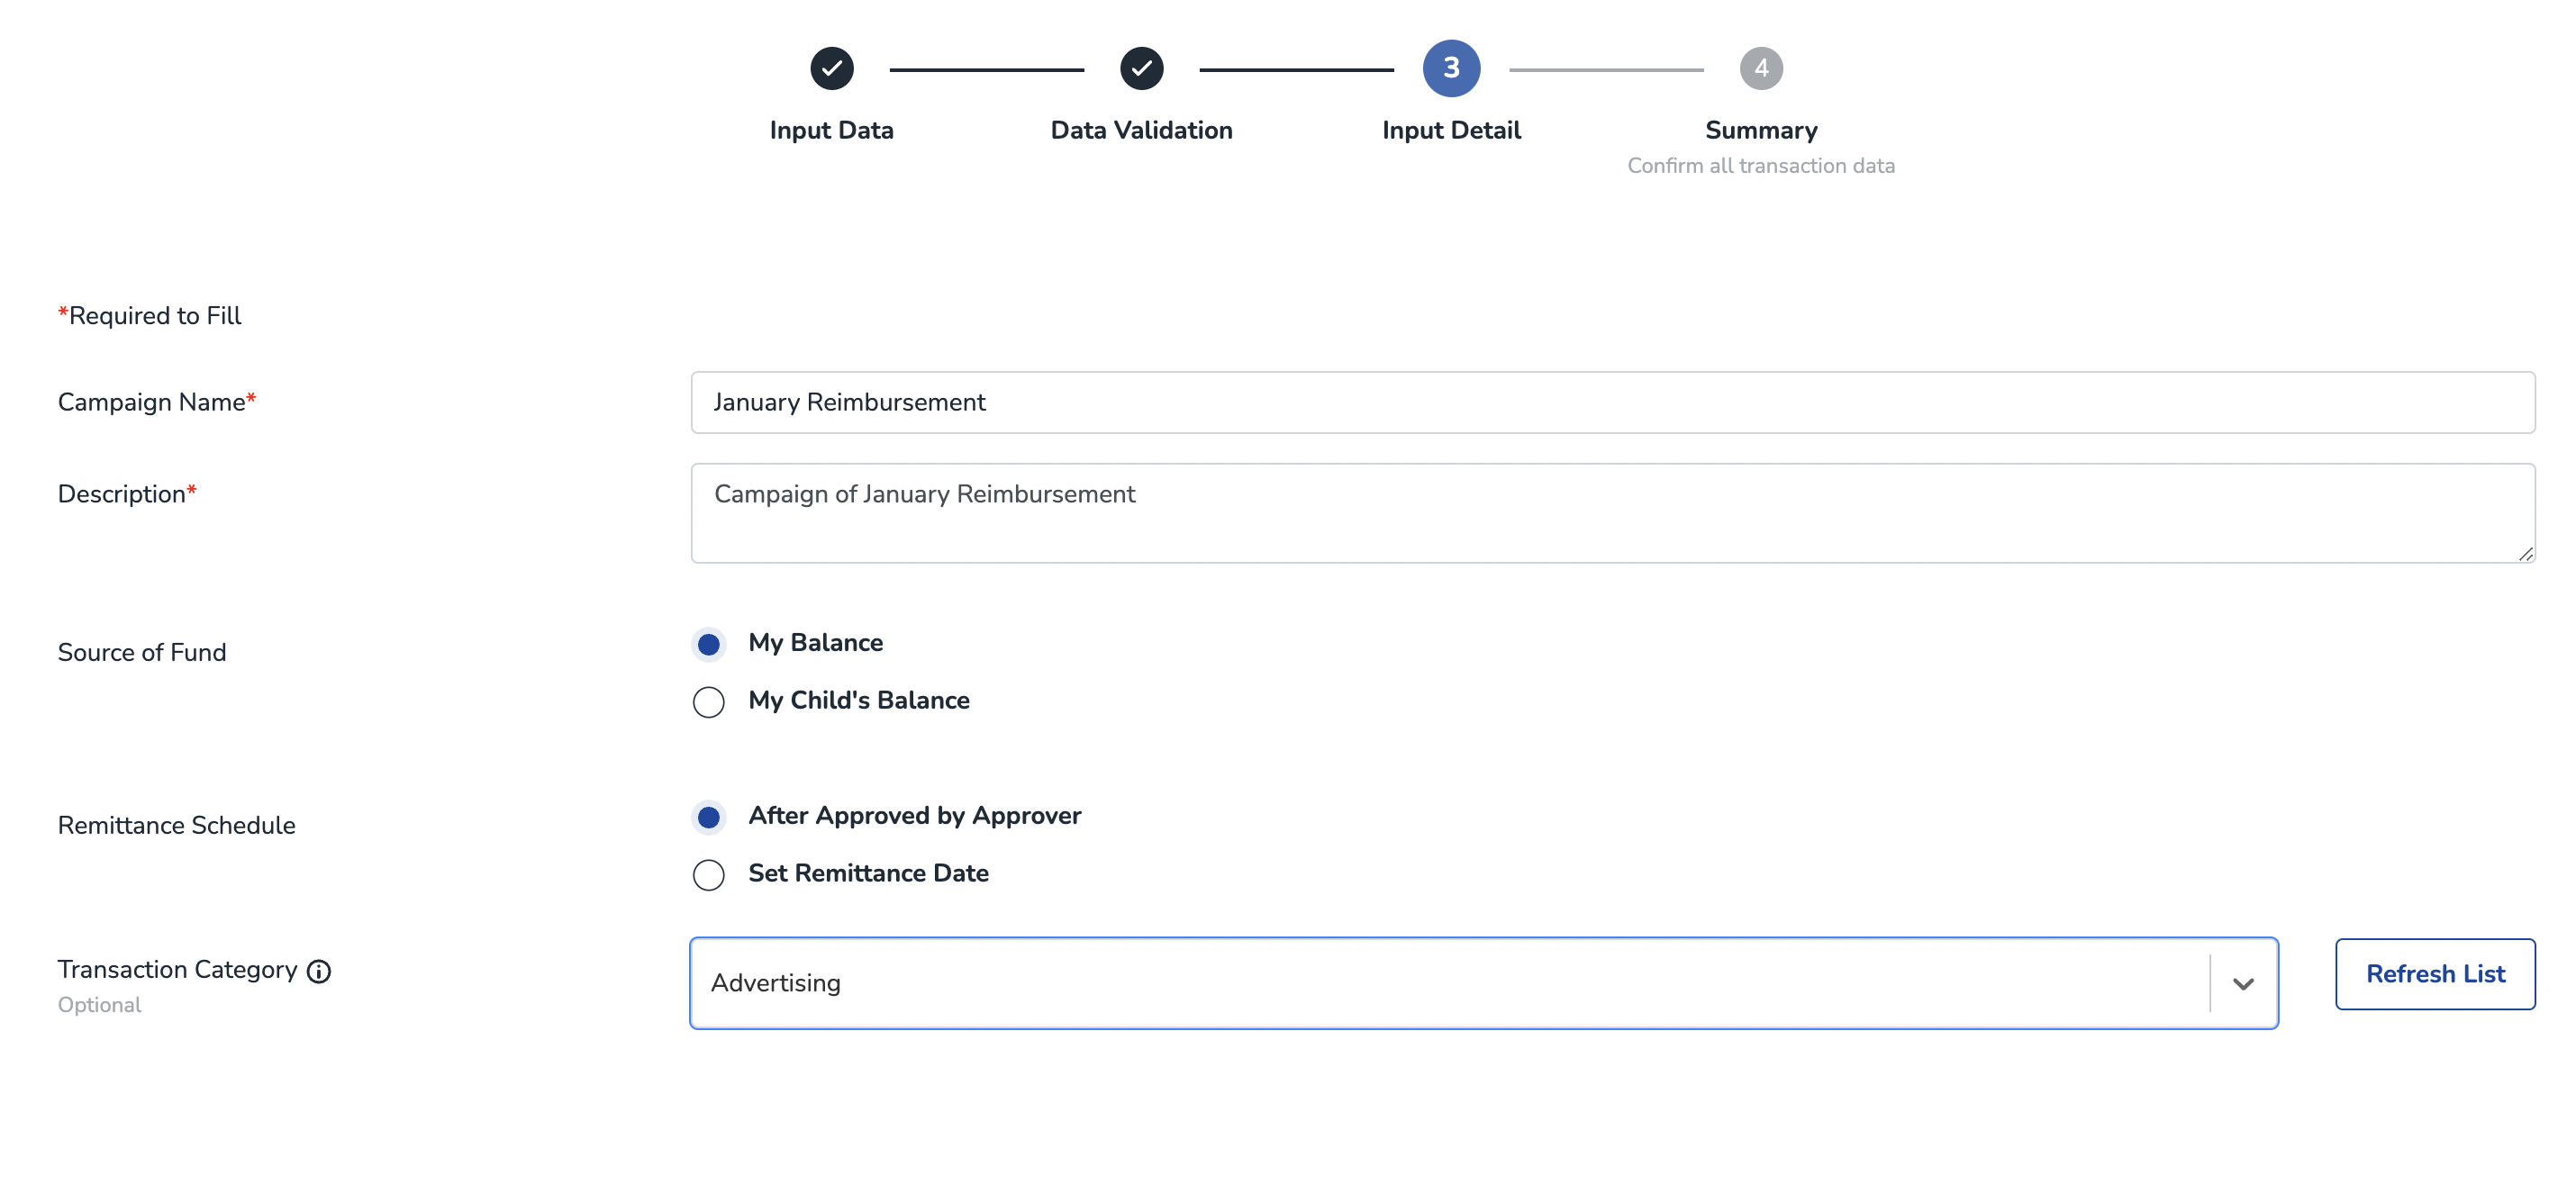 3
4
Input Data
Data Validation
Input Detail
Summary
Confirm all transaction data
*Required to Fill
Campaign Name*
January Reimbursement
Description*
Campaign of January Reimbursement
Source of Fund
My Balance
My Child's Balance
Remittance Schedule
After Approved by Approver
Set Remittance Date
Transaction Category
Optional
Advertising
Refresh List